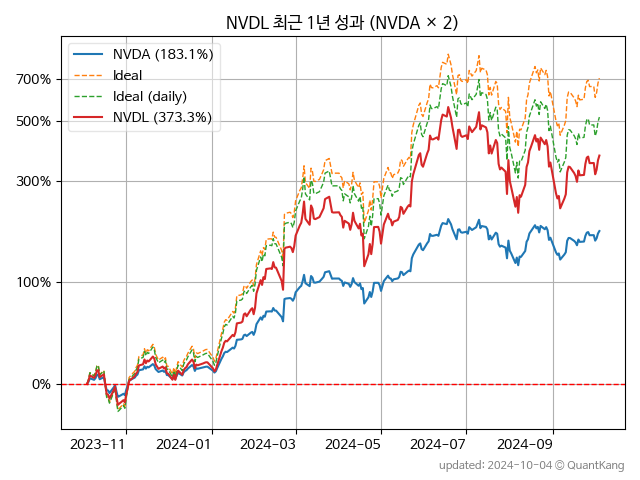 NVDL 최근 1년 성과 (NVDA × 2)
NVDA (183.1%)
Ideal
Ideal (daily)
NVDL (373.3%)
700%
500%
300%
100%
0%
2023−11
2024−01
2024−03
2024−05
2024−07
2024−09
updated: 2024-10-04 © QuantKang